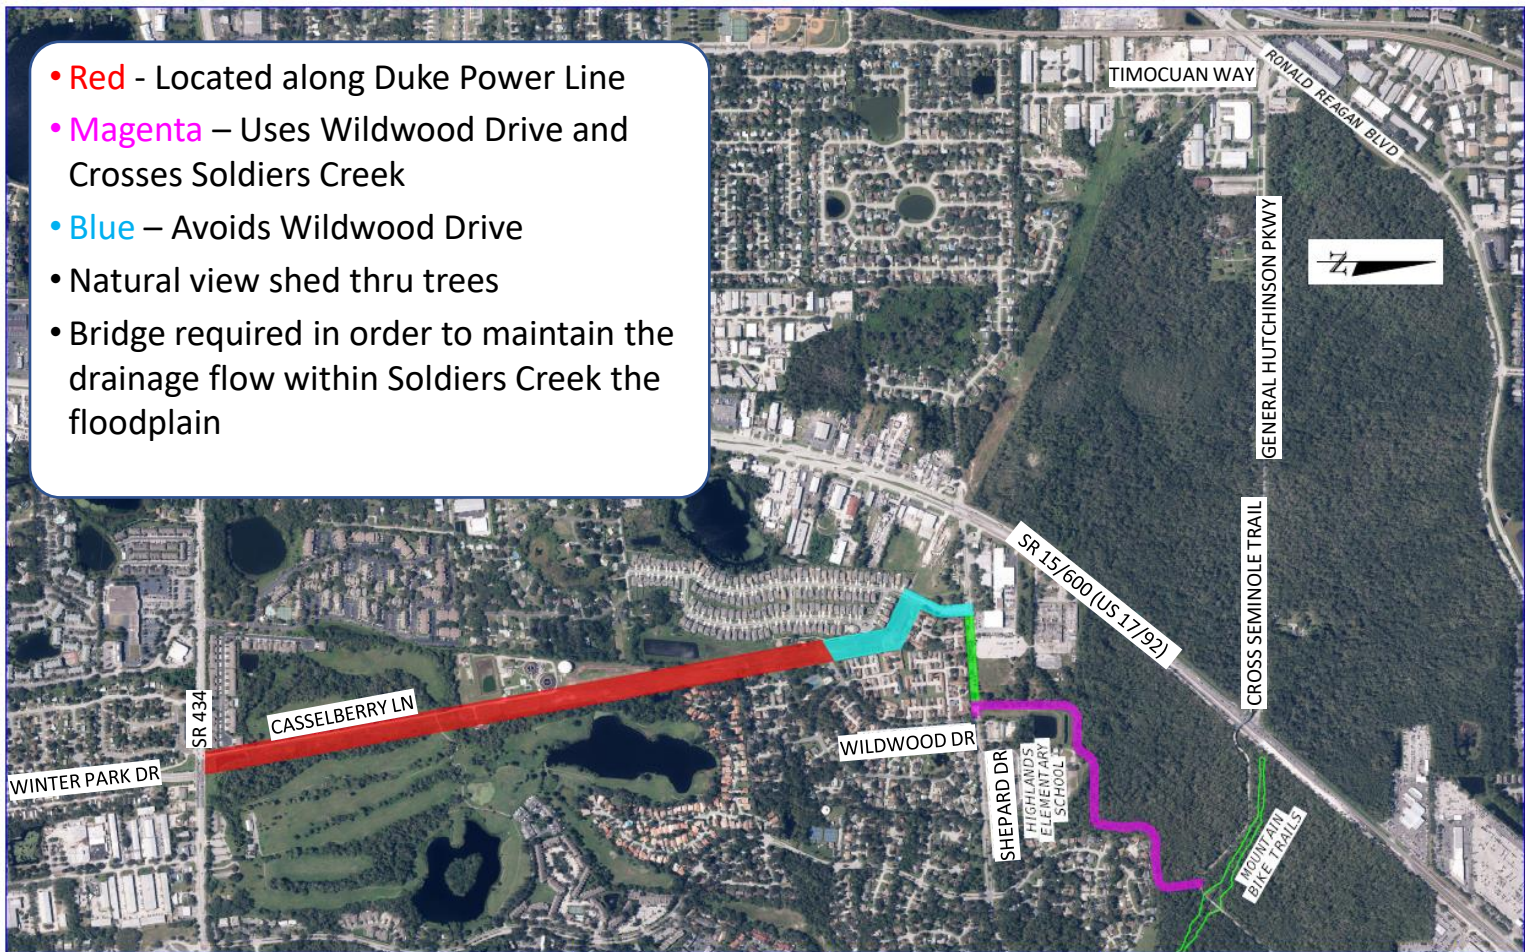 • Red - Located along Duke Power Line
• Magenta – Uses Wildwood Drive and
Crosses Soldiers Creek
• Blue – Avoids Wildwood Drive
• Natural view shed thru trees
• Bridge required in order to maintain the
drainage flow within Soldiers Creek the
floodplain
TIMOCUAN WAY
RONALD REAGAN BLVD
GENERAL HUTCHINSON PKWY
N
CROSS SEMINOLE TRAIL
SR 15/600 (US 17/92)
SR 434
CASSELBERRY LN
WINTER PARK DR
WILDWOOD DR
SHEPARD DR
HIGHLANDS
ELEMENTARY
SCHOOL
MOUNTAIN
BIKE TRAILS